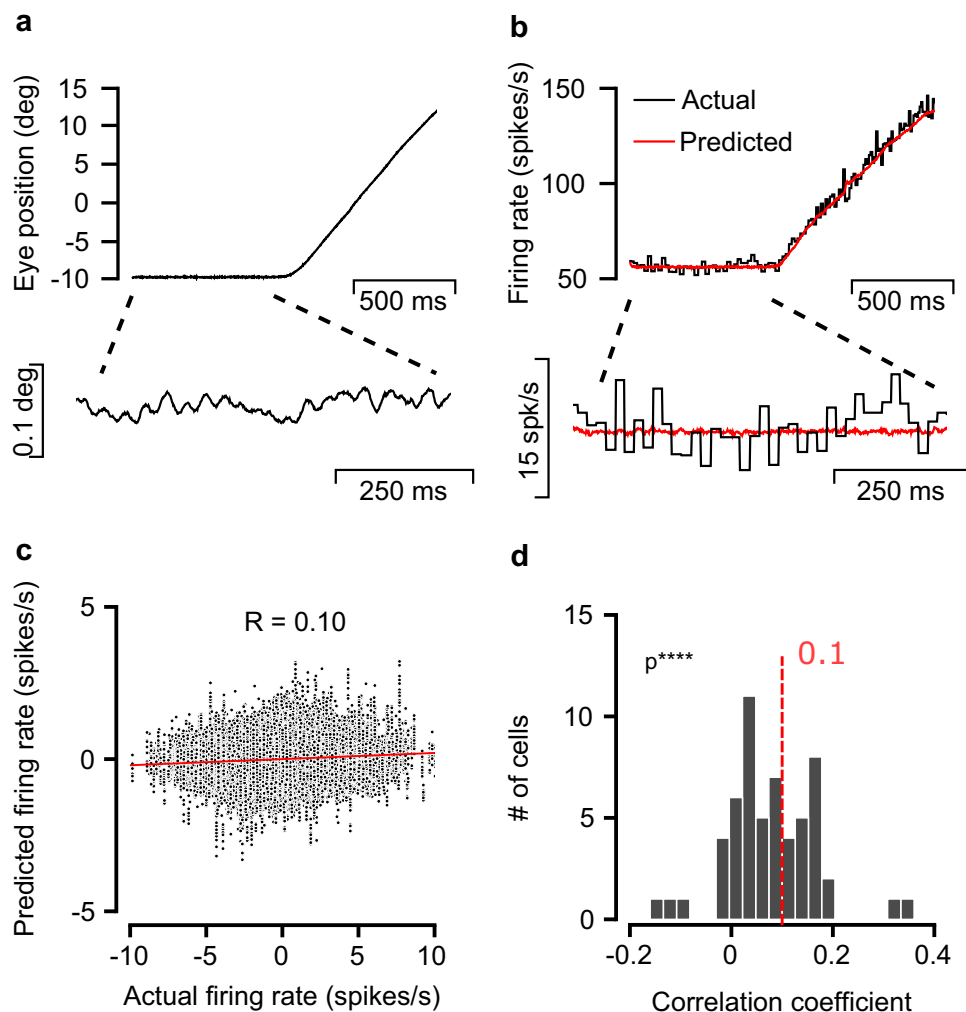 a
Eye position (deg)
15
10
5
0
-5
-10
500 ms
0.1 deg
250 ms
b
Firing rate (spikes/s)
150
100
50
Actual
Predicted
500 ms
15 spk/s
250 ms
c
Predicted firing rate (spikes/s)
5
0
-5
R = 0.10
-10
-5
0
5
10
Actual firing rate (spikes/s)
d
# of cells
15
10
5
0
p****
0.1
-0.2
0
0.2
0.4
Correlation coefficient